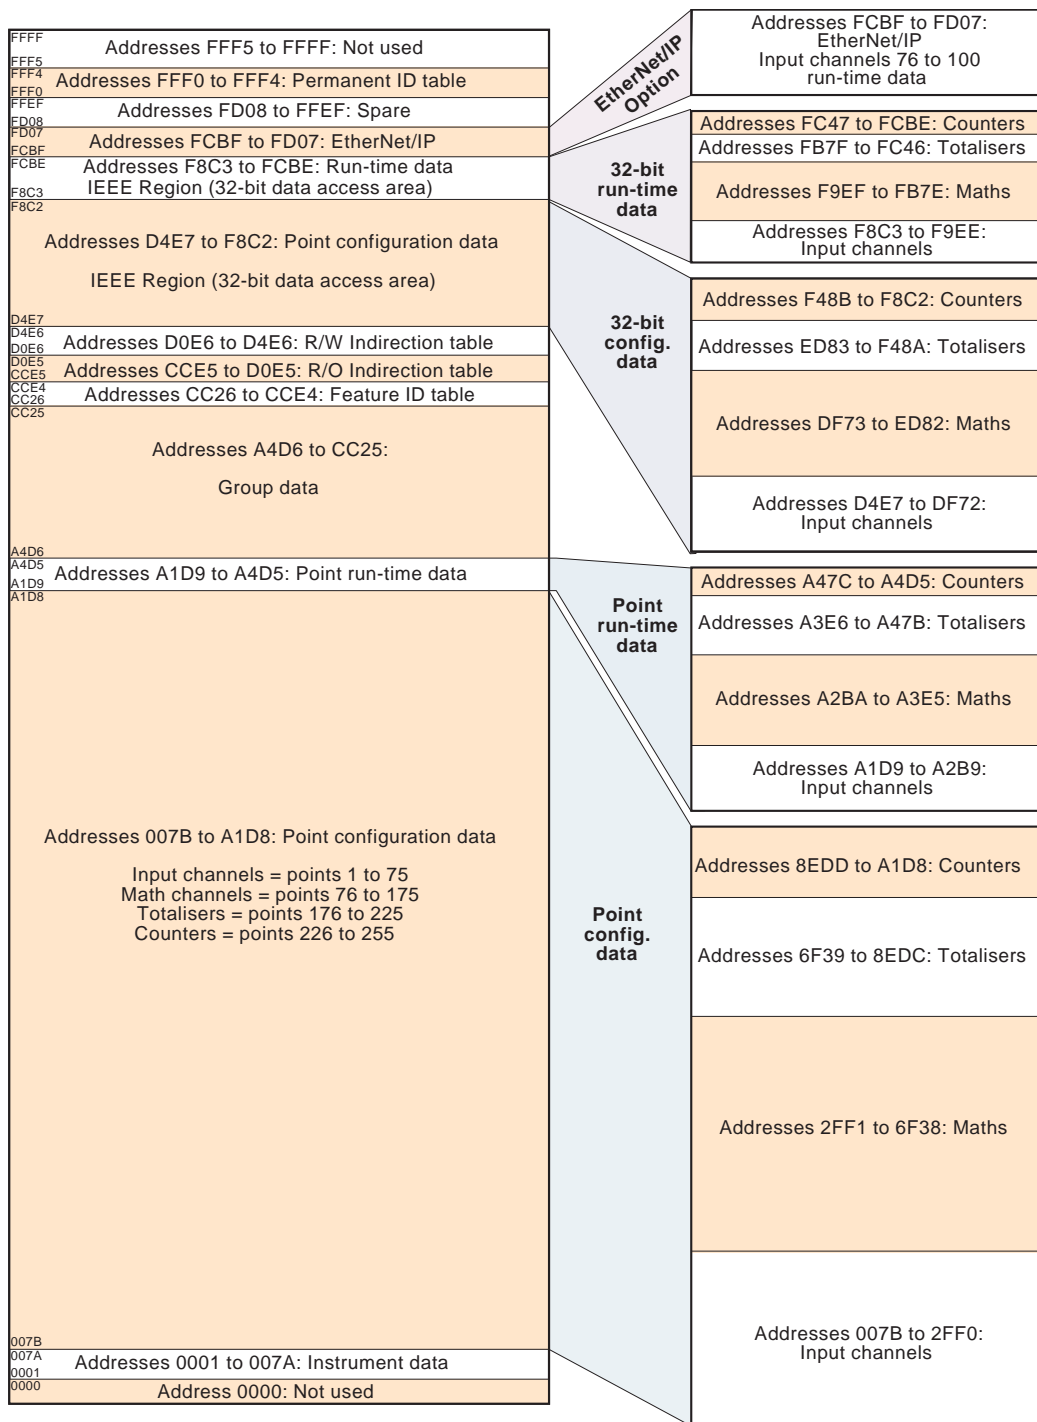 FFFF
Addresses FFF5 to FFFF: Not used
FFF5
FFF4
Addresses FFF0 to FFF4: Permanent ID table
FFF0
FFEF
Addresses FD08 to FFEF: Spare
FD08
FD07
Addresses FCBF to FD07: EtherNet/IP
FCBF
FCBE
Addresses F8C3 to FCBE: Run-time data
IEEE Region (32-bit data access area)
F8C3
F8C2
Addresses D4E7 to F8C2: Point configuration data
IEEE Region (32-bit data access area)
D4E7
D4E6
Addresses D0E6 to D4E6: R/W Indirection table
D0E6
D0E5
Addresses CCE5 to D0E5: R/O Indirection table
CCE5
CCE4
Addresses CC26 to CCE4: Feature ID table
CC26
CC25
Addresses A4D6 to CC25:
Group data
A4D6
A4D5
Addresses A1D9 to A4D5: Point run-time data
A1D9
A1D8
Addresses 007B to A1D8: Point configuration data
Input channels = points 1 to 75
Math channels = points 76 to 175
Totalisers = points 176 to 225
Counters = points 226 to 255
007B
007A
Addresses 0001 to 007A: Instrument data
0001
0000
Address 0000: Not used
EtherNet/IP
Option
Addresses FCBF to FD07:
EtherNet/IP
Input channels 76 to 100
run-time data
32-bit
run-time
data
Addresses FC47 to FCBE: Counters
Addresses FB7F to FC46: Totalisers
Addresses F9EF to FB7E: Maths
Addresses F8C3 to F9EE:
Input channels
32-bit
config.
data
Addresses F48B to F8C2: Counters
Addresses ED83 to F48A: Totalisers
Addresses DF73 to ED82: Maths
Addresses D4E7 to DF72:
Input channels
Point
run-time
data
Addresses A47C to A4D5: Counters
Addresses A3E6 to A47B: Totalisers
Addresses A2BA to A3E5: Maths
Addresses A1D9 to A2B9:
Input channels
Point
config.
data
Addresses 8EDD to A1D8: Counters
Addresses 6F39 to 8EDC: Totalisers
Addresses 2FF1 to 6F38: Maths
Addresses 007B to 2FF0:
Input channels